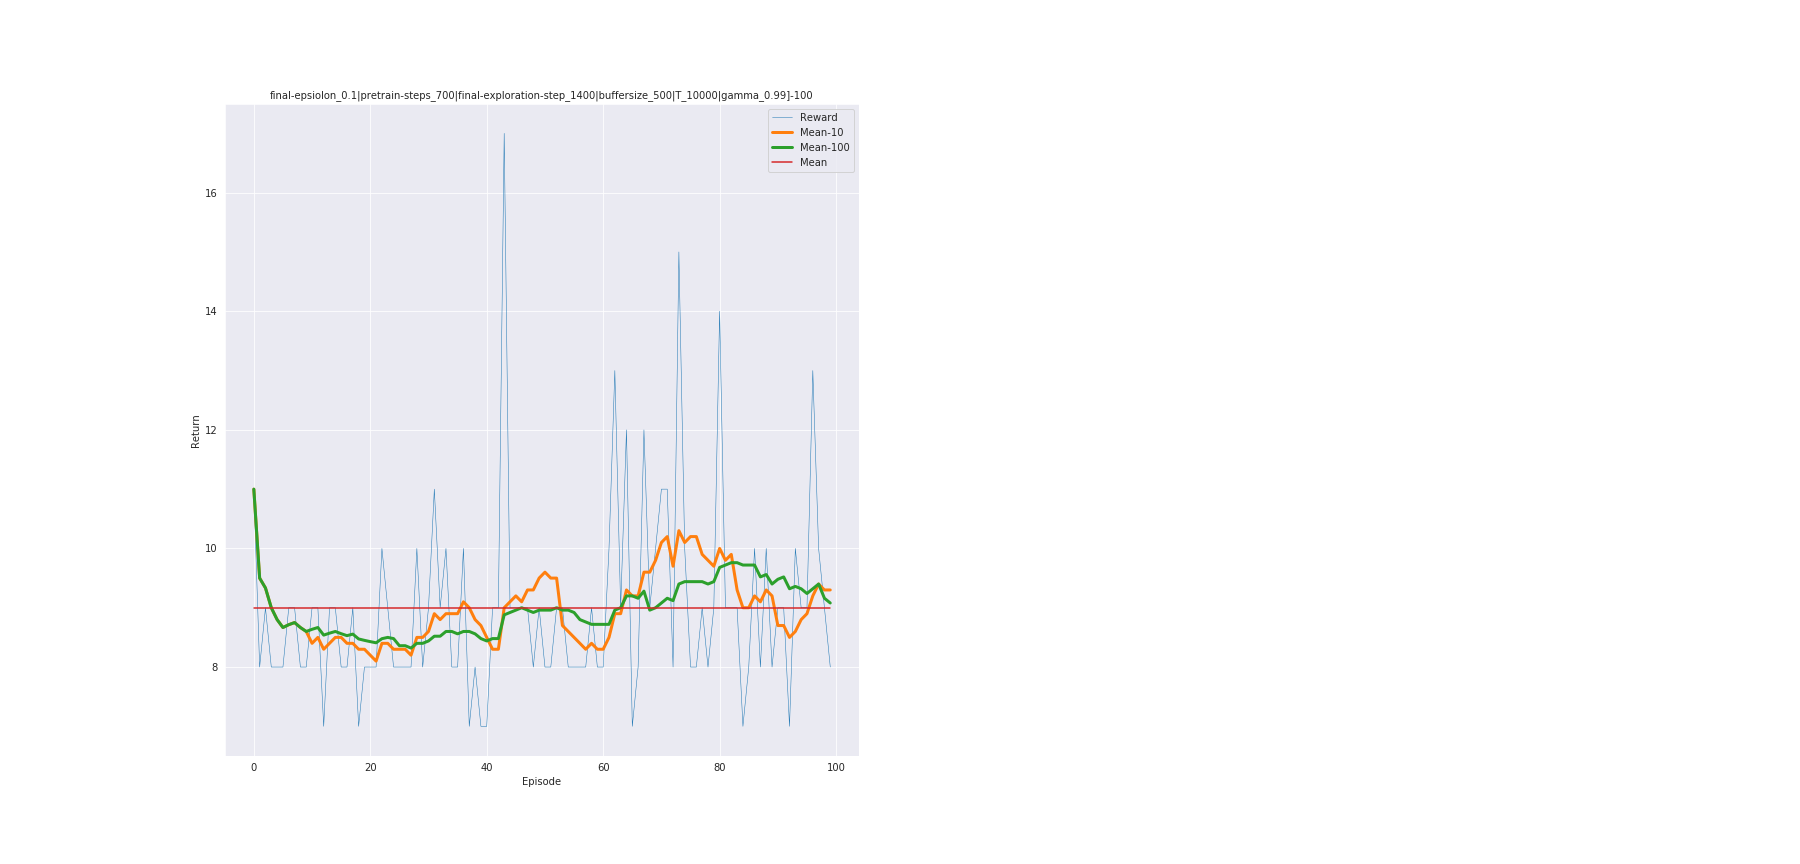 final-epsiolon_0.1|pretrain-steps_700|final-exploration-step_1400|buffersize_500|T_10000|gamma_0.99]-100
Reward
Mean-10
Mean-100
Mean
16
14
12
10
8
Return
0 20 40 60 80 100
Episode